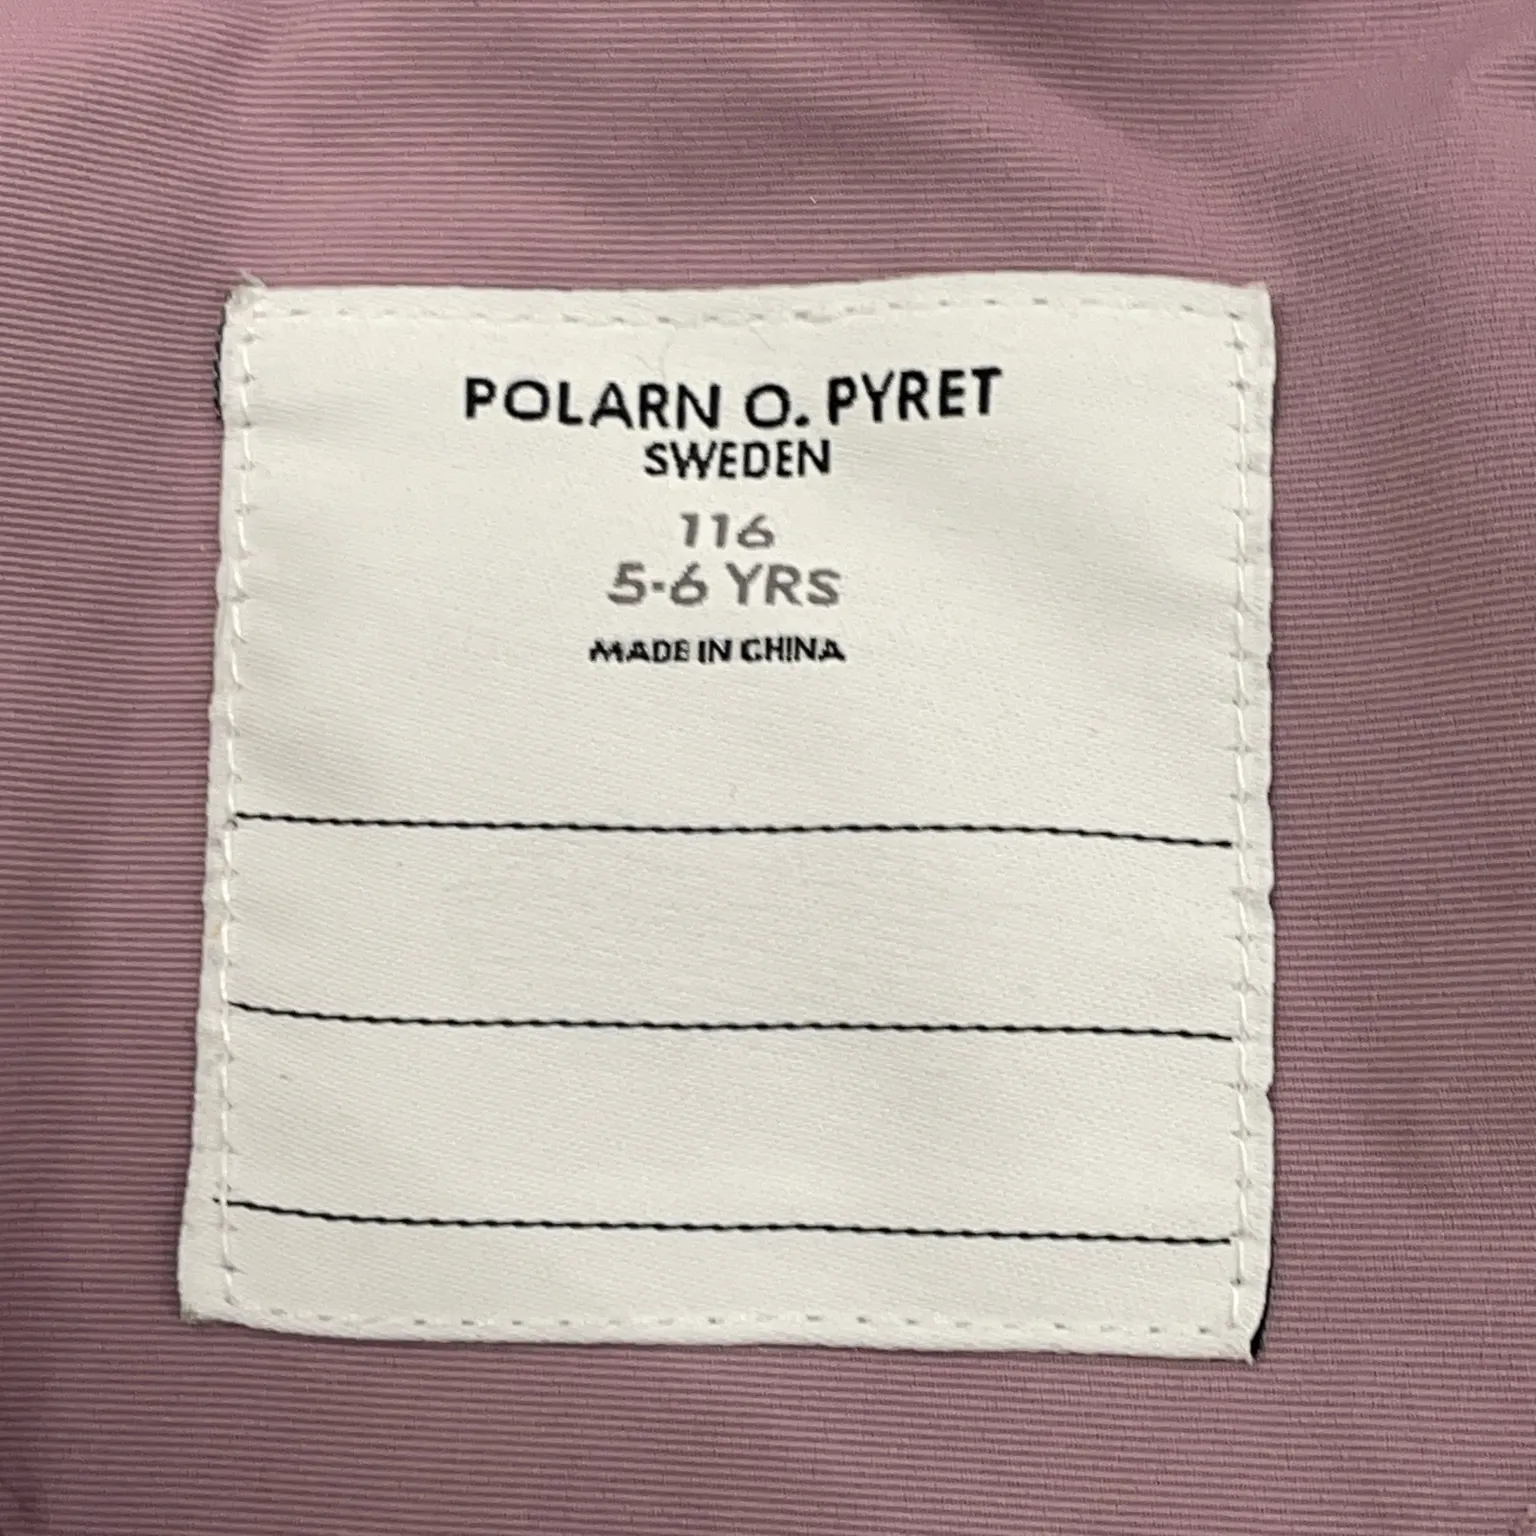 POLARN O. PYRET
SWEDEN
116
5-6 YRS
MADE IN CHINA